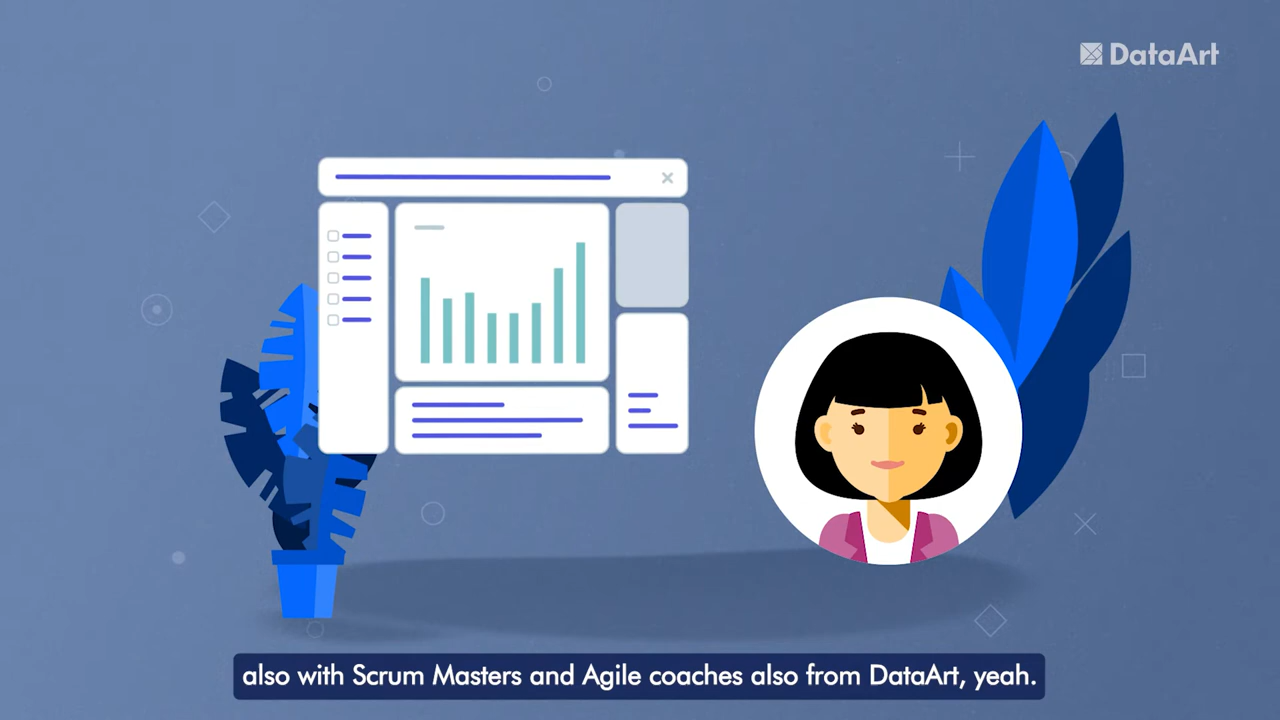 DataArt
also with Scrum Masters and Agile coaches also from DataArt, yeah.